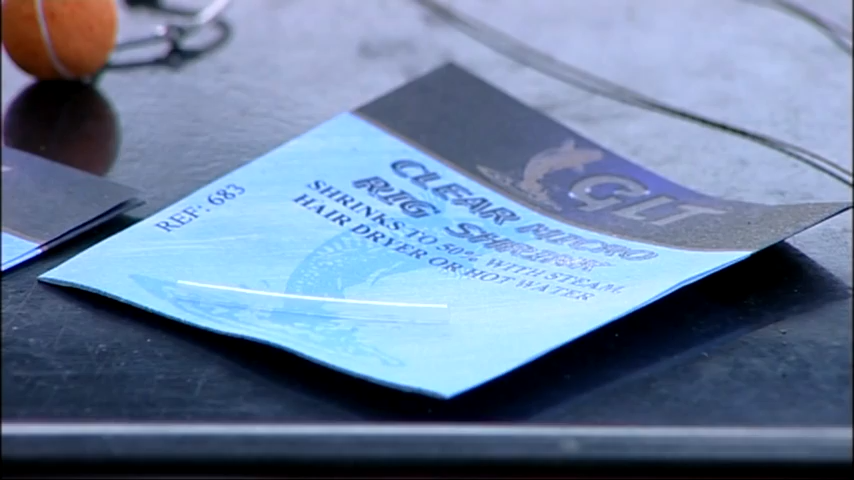 GLT
CLEAR MICRO
RIG SHRINK
SHRINKS TO 50% WITH STEAM,
HAIR DRYER OR HOT WATER
REF: 683